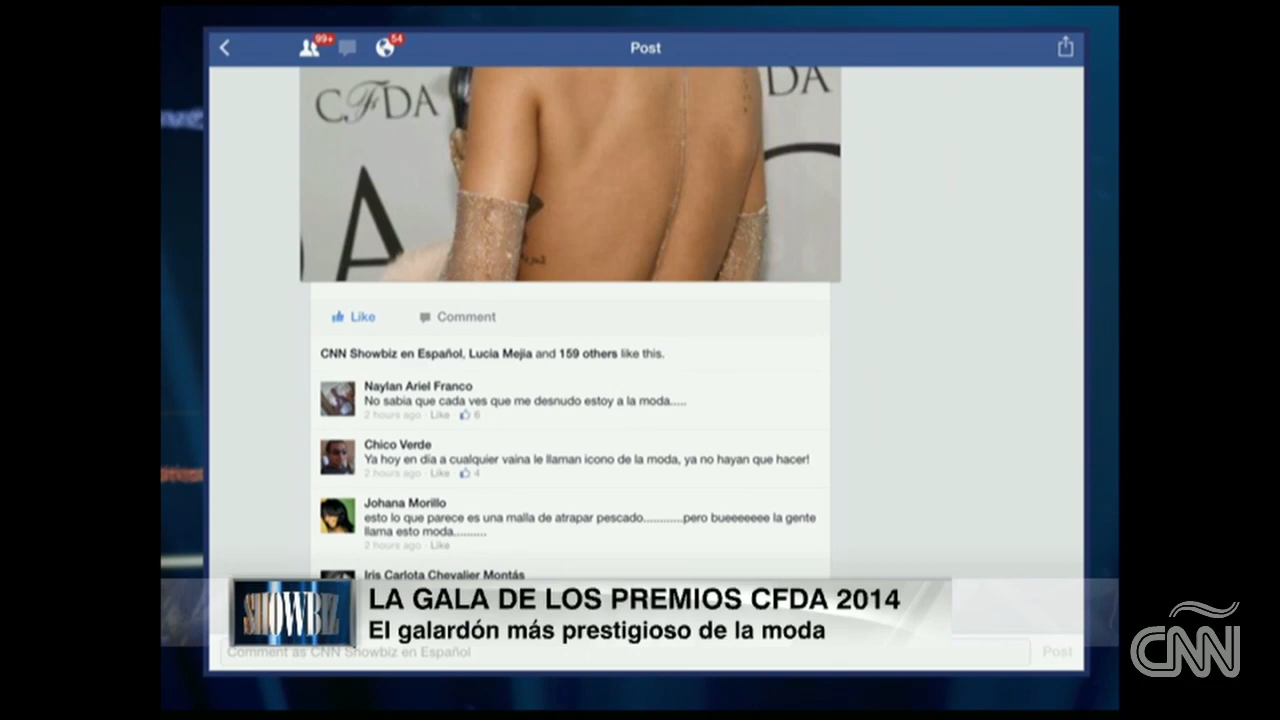 99+
54
Post
CFDA
DA
A
Like
Comment
CNN Showbiz en Español, Lucia Mejia and 159 others like this.
Naylan Ariel Franco
No sabia que cada ves que me desnudo estoy a la moda.....
2 hours ago · Like · 6
Chico Verde
Ya hoy en día a cualquier vaina le llaman icono de la moda, ya no hayan que hacer!
2 hours ago · Like · 4
Johana Morillo
esto lo que parece es una malla de atrapar pescado............pero bueeeeeee la gente
llama esto moda..........
2 hours ago · Like
Iris Carlota Chevalier Montás
SHOWBIZ
LA GALA DE LOS PREMIOS CFDA 2014
El galardón más prestigioso de la moda
Comment as CNN Showbiz en Español
Post
CNN